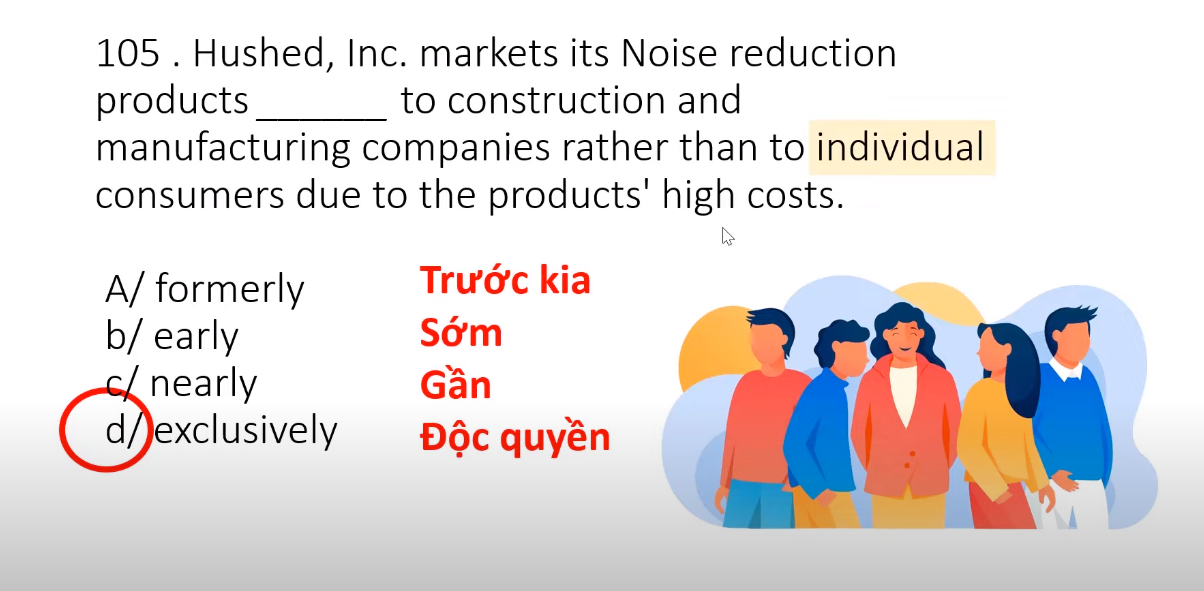 105 . Hushed, Inc. markets its Noise reduction
products ______ to construction and
manufacturing companies rather than to individual
consumers due to the products' high costs.
A/ formerly
Trước kia
b/ early
Sớm
c/ nearly
Gần
d/ exclusively
Độc quyền